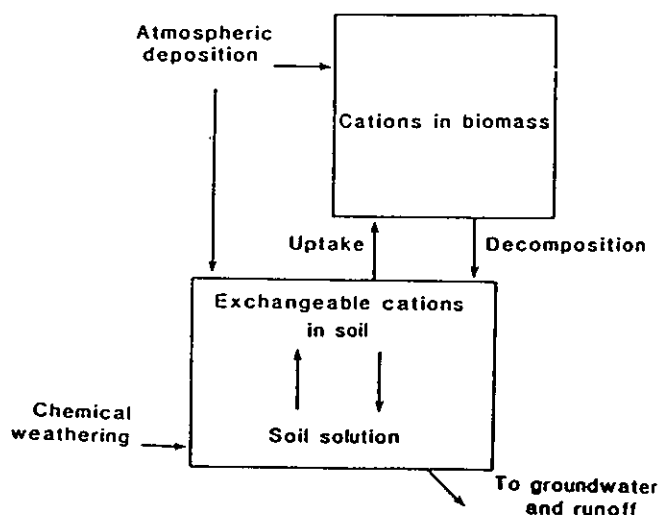 Atmospheric
deposition
Cations in biomass
Uptake
Decomposition
Exchangeable cations
in soil
Chemical
weathering
Soil solution
To groundwater
and runoff